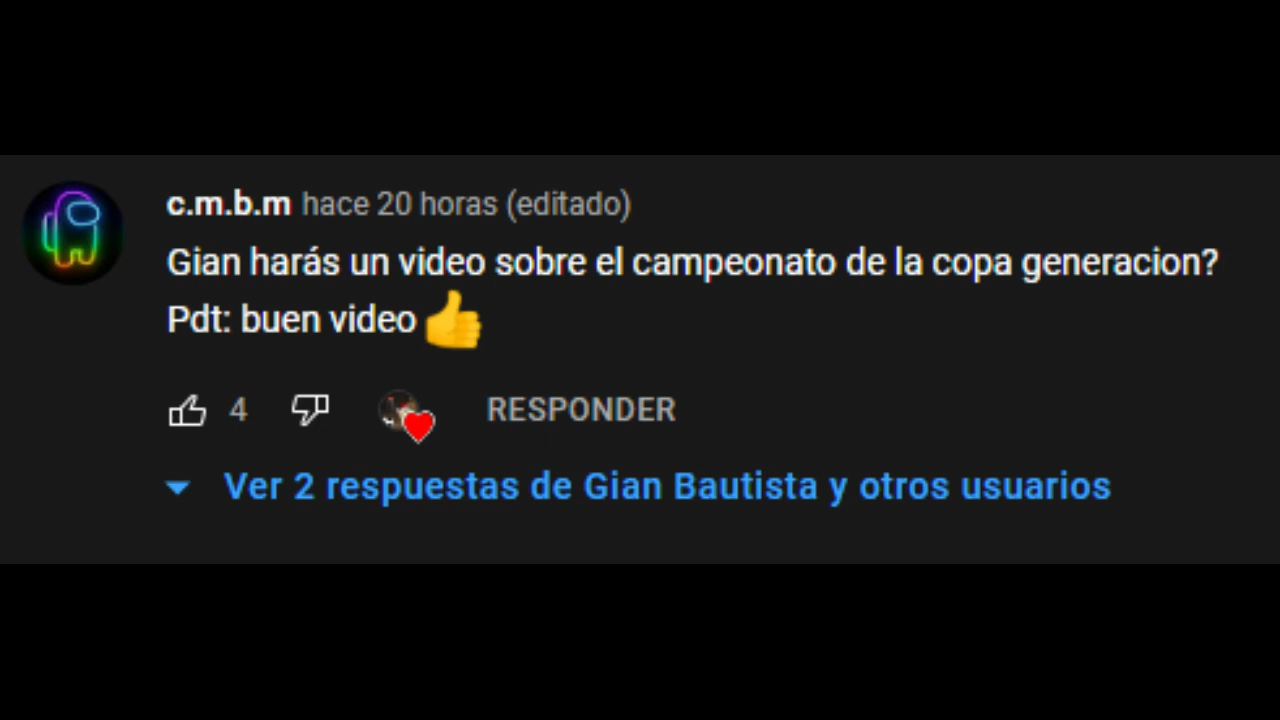 c.m.b.m hace 20 horas (editado)
Gian harás un video sobre el campeonato de la copa generacion?
Pdt: buen video 👍
4 RESPONDER
Ver 2 respuestas de Gian Bautista y otros usuarios